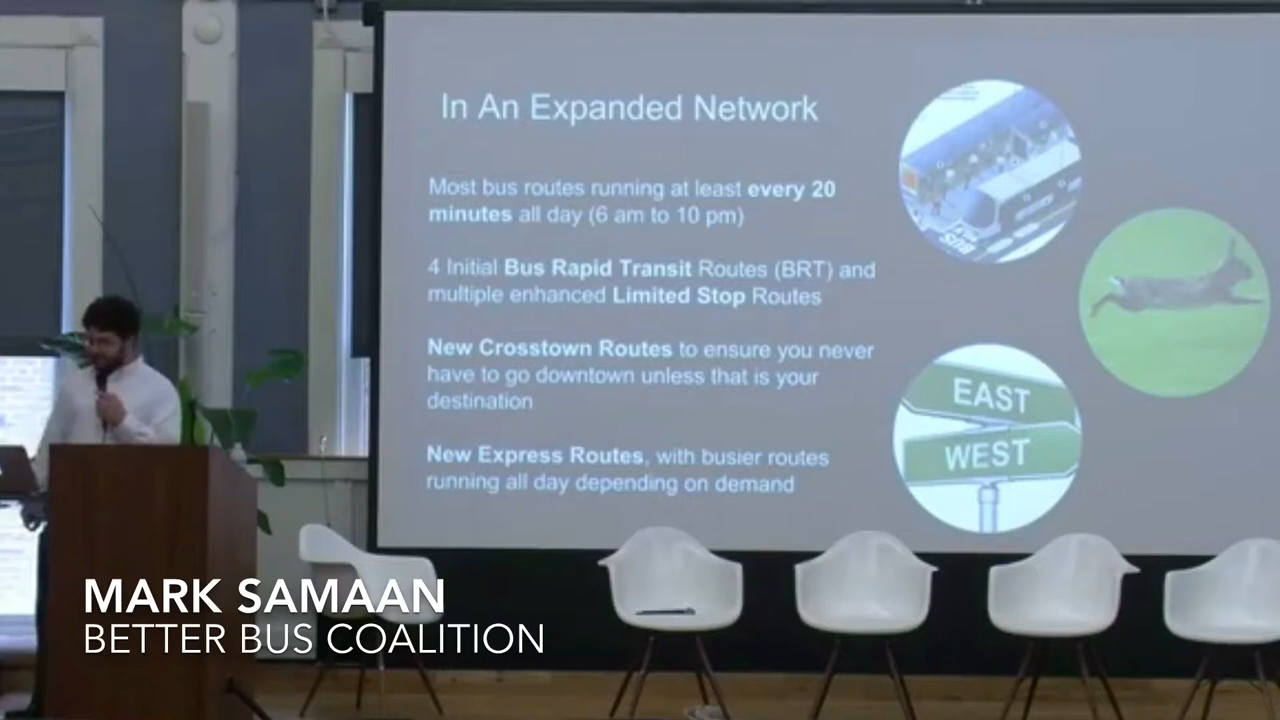 In An Expanded Network
Most bus routes running at least every 20
minutes all day (6 am to 10 pm)
4 Initial Bus Rapid Transit Routes (BRT) and
multiple enhanced Limited Stop Routes
New Crosstown Routes to ensure you never
have to go downtown unless that is your
destination
New Express Routes, with busier routes
running all day depending on demand
BUS
EAST
WEST
MARK SAMAAN
BETTER BUS COALITION